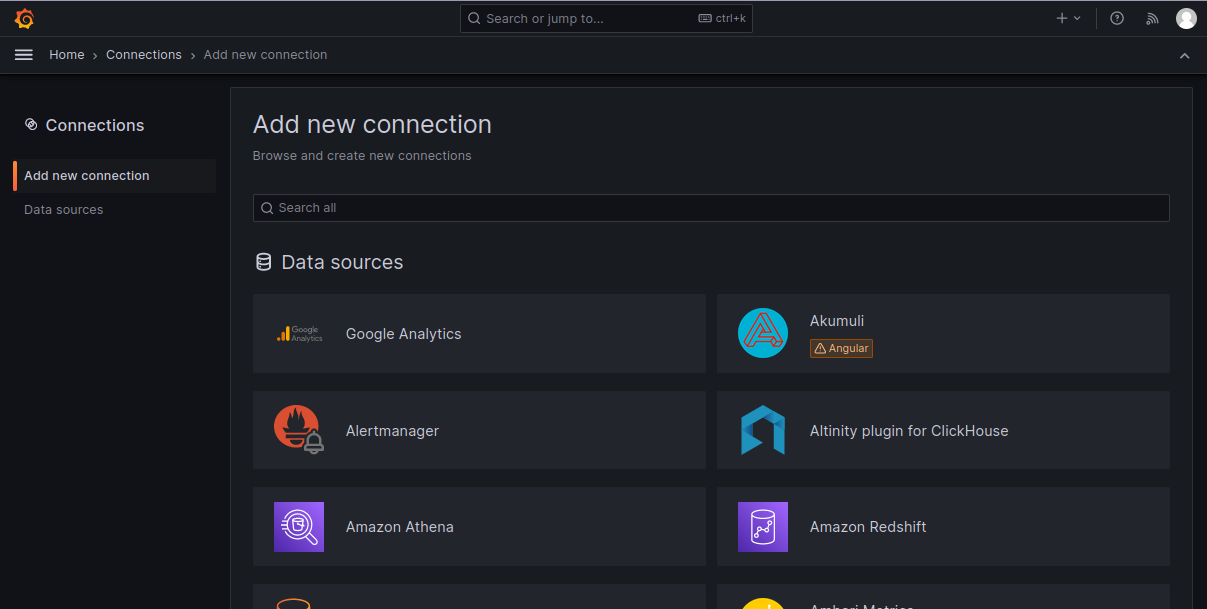 Search or jump to...
ctrl+k
Home › Connections › Add new connection
Connections
Add new connection
Data sources
Add new connection
Browse and create new connections
Search all
Data sources
Google Analytics
Google Analytics
Akumuli
Angular
Alertmanager
Altinity plugin for ClickHouse
Amazon Athena
Amazon Redshift
Ambari Metrics